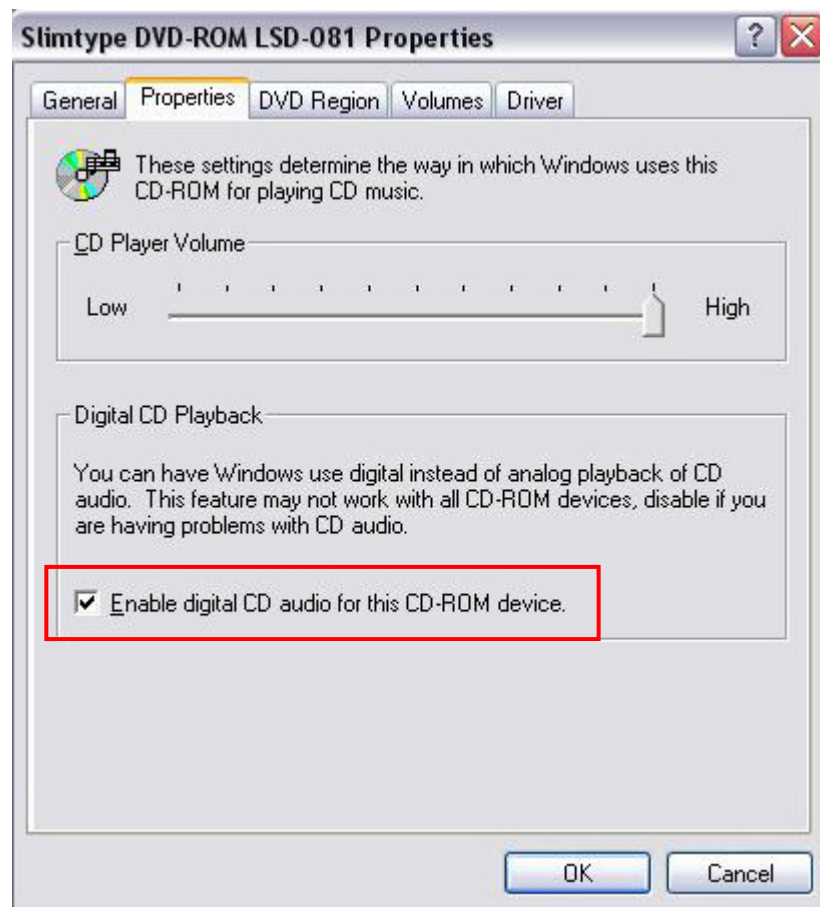 Slimtype DVD-ROM LSD-081 Properties
?
General Properties DVD Region Volumes Driver
These settings determine the way in which Windows uses this
CD-ROM for playing CD music.
CD Player Volume
Low High
Digital CD Playback
You can have Windows use digital instead of analog playback of CD
audio. This feature may not work with all CD-ROM devices, disable if you
are having problems with CD audio.
Enable digital CD audio for this CD-ROM device.
OK Cancel